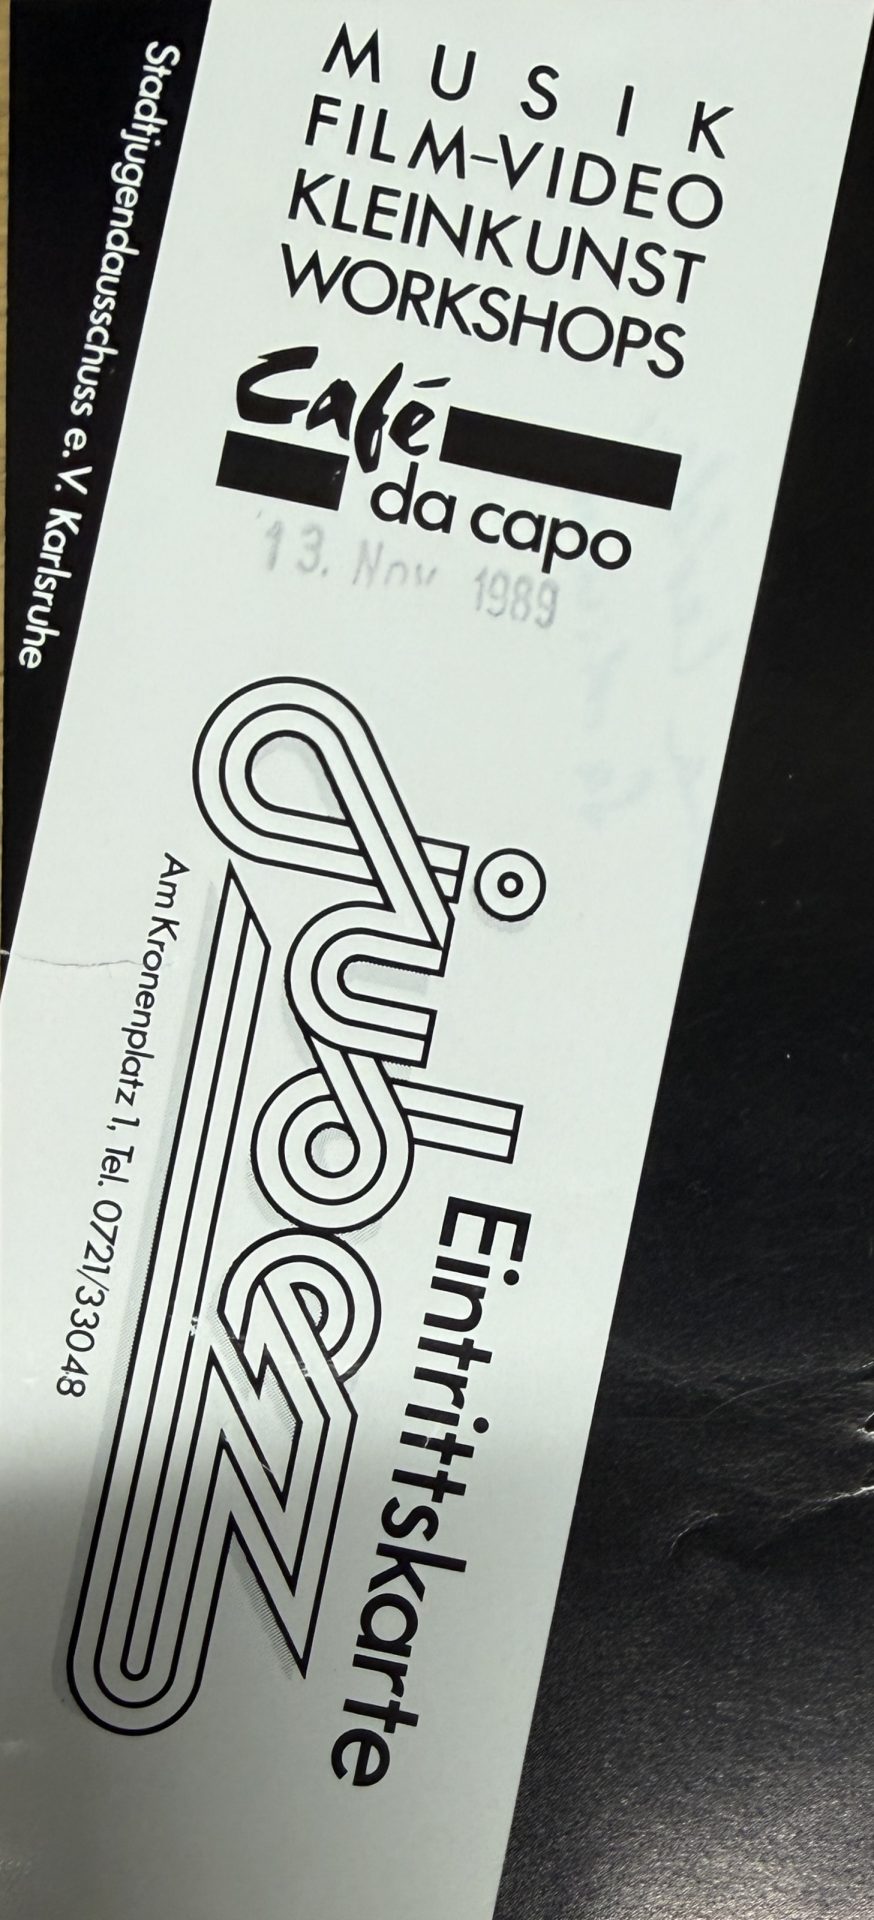 MUSIK
FILM-VIDEO
KLEINKUNST
WORKSHOPS
Café
da capo
13. Nov 1989
jubez
Eintrittskarte
Am Kronenplatz 1, Tel. 0721/33048
Stadtjugendausschuss e. V. Karlsruhe